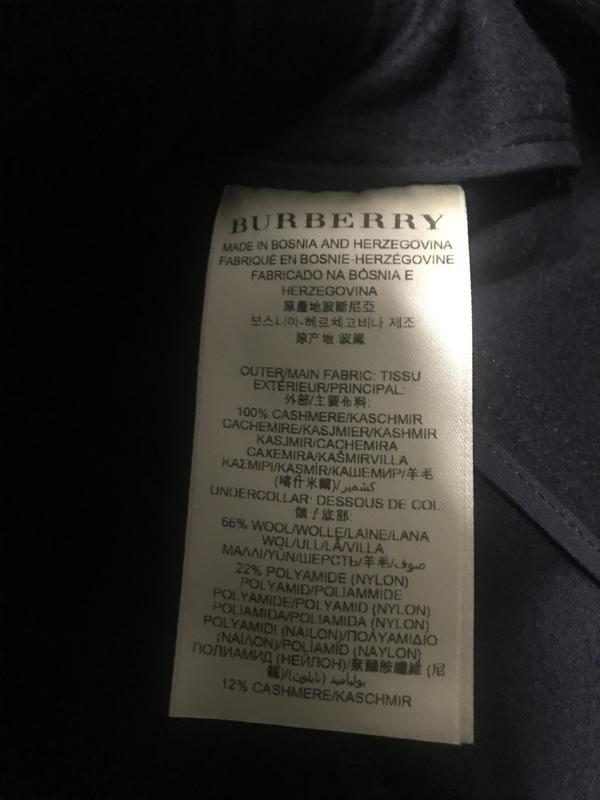 BURBERRY
MADE IN BOSNIA AND HERZEGOVINA
FABRIQUÉ EN BOSNIE-HERZÉGOVINE
FABRICADO NA BÓSNIA E
HERZEGOVINA
原產地波斯尼亞
보스니아-헤르체고비나 제조
原产地 波黑
OUTER/MAIN FABRIC: TISSU
EXTÉRIEUR/PRINCIPAL:
外部/主要布料:
100% CASHMERE/KASCHMIR
CACHEMIRE/KASJMIER/KASHMIR
KASJMIR/CACHEMIRA
CAXEMIRA/KAŠMIRVILLA
ΚΑΣΜΙΡΙ/KAŞMİR/КАШЕМИР/羊毛
(喀什米爾)/كشمير
UNDERCOLLAR: DESSOUS DE COL:
領子底部:
66% WOOL/WOLLE/LAINE/LANA
WOL/ULL/LÃ/VILLA
ΜΑΛΛΙ/YÜN/ШЕРСТЬ/羊毛/صوف
22% POLYAMIDE (NYLON)
POLYAMID/POLIAMMIDE
POLYAMIDE/POLYAMID (NYLON)
POLIAMIDA/POLIAMIDA (NYLON)
POLYAMIDI (NAILON)/ΠΟΛΥΑΜΙΔΙΟ
(ΝΑΪΛΟΝ)/POLİAMİD (NAYLON)
ПОЛИАМИД (НЕЙЛОН)/聚醯胺纖維 (尼
龍)/بوليأميد (نايلون)
12% CASHMERE/KASCHMIR